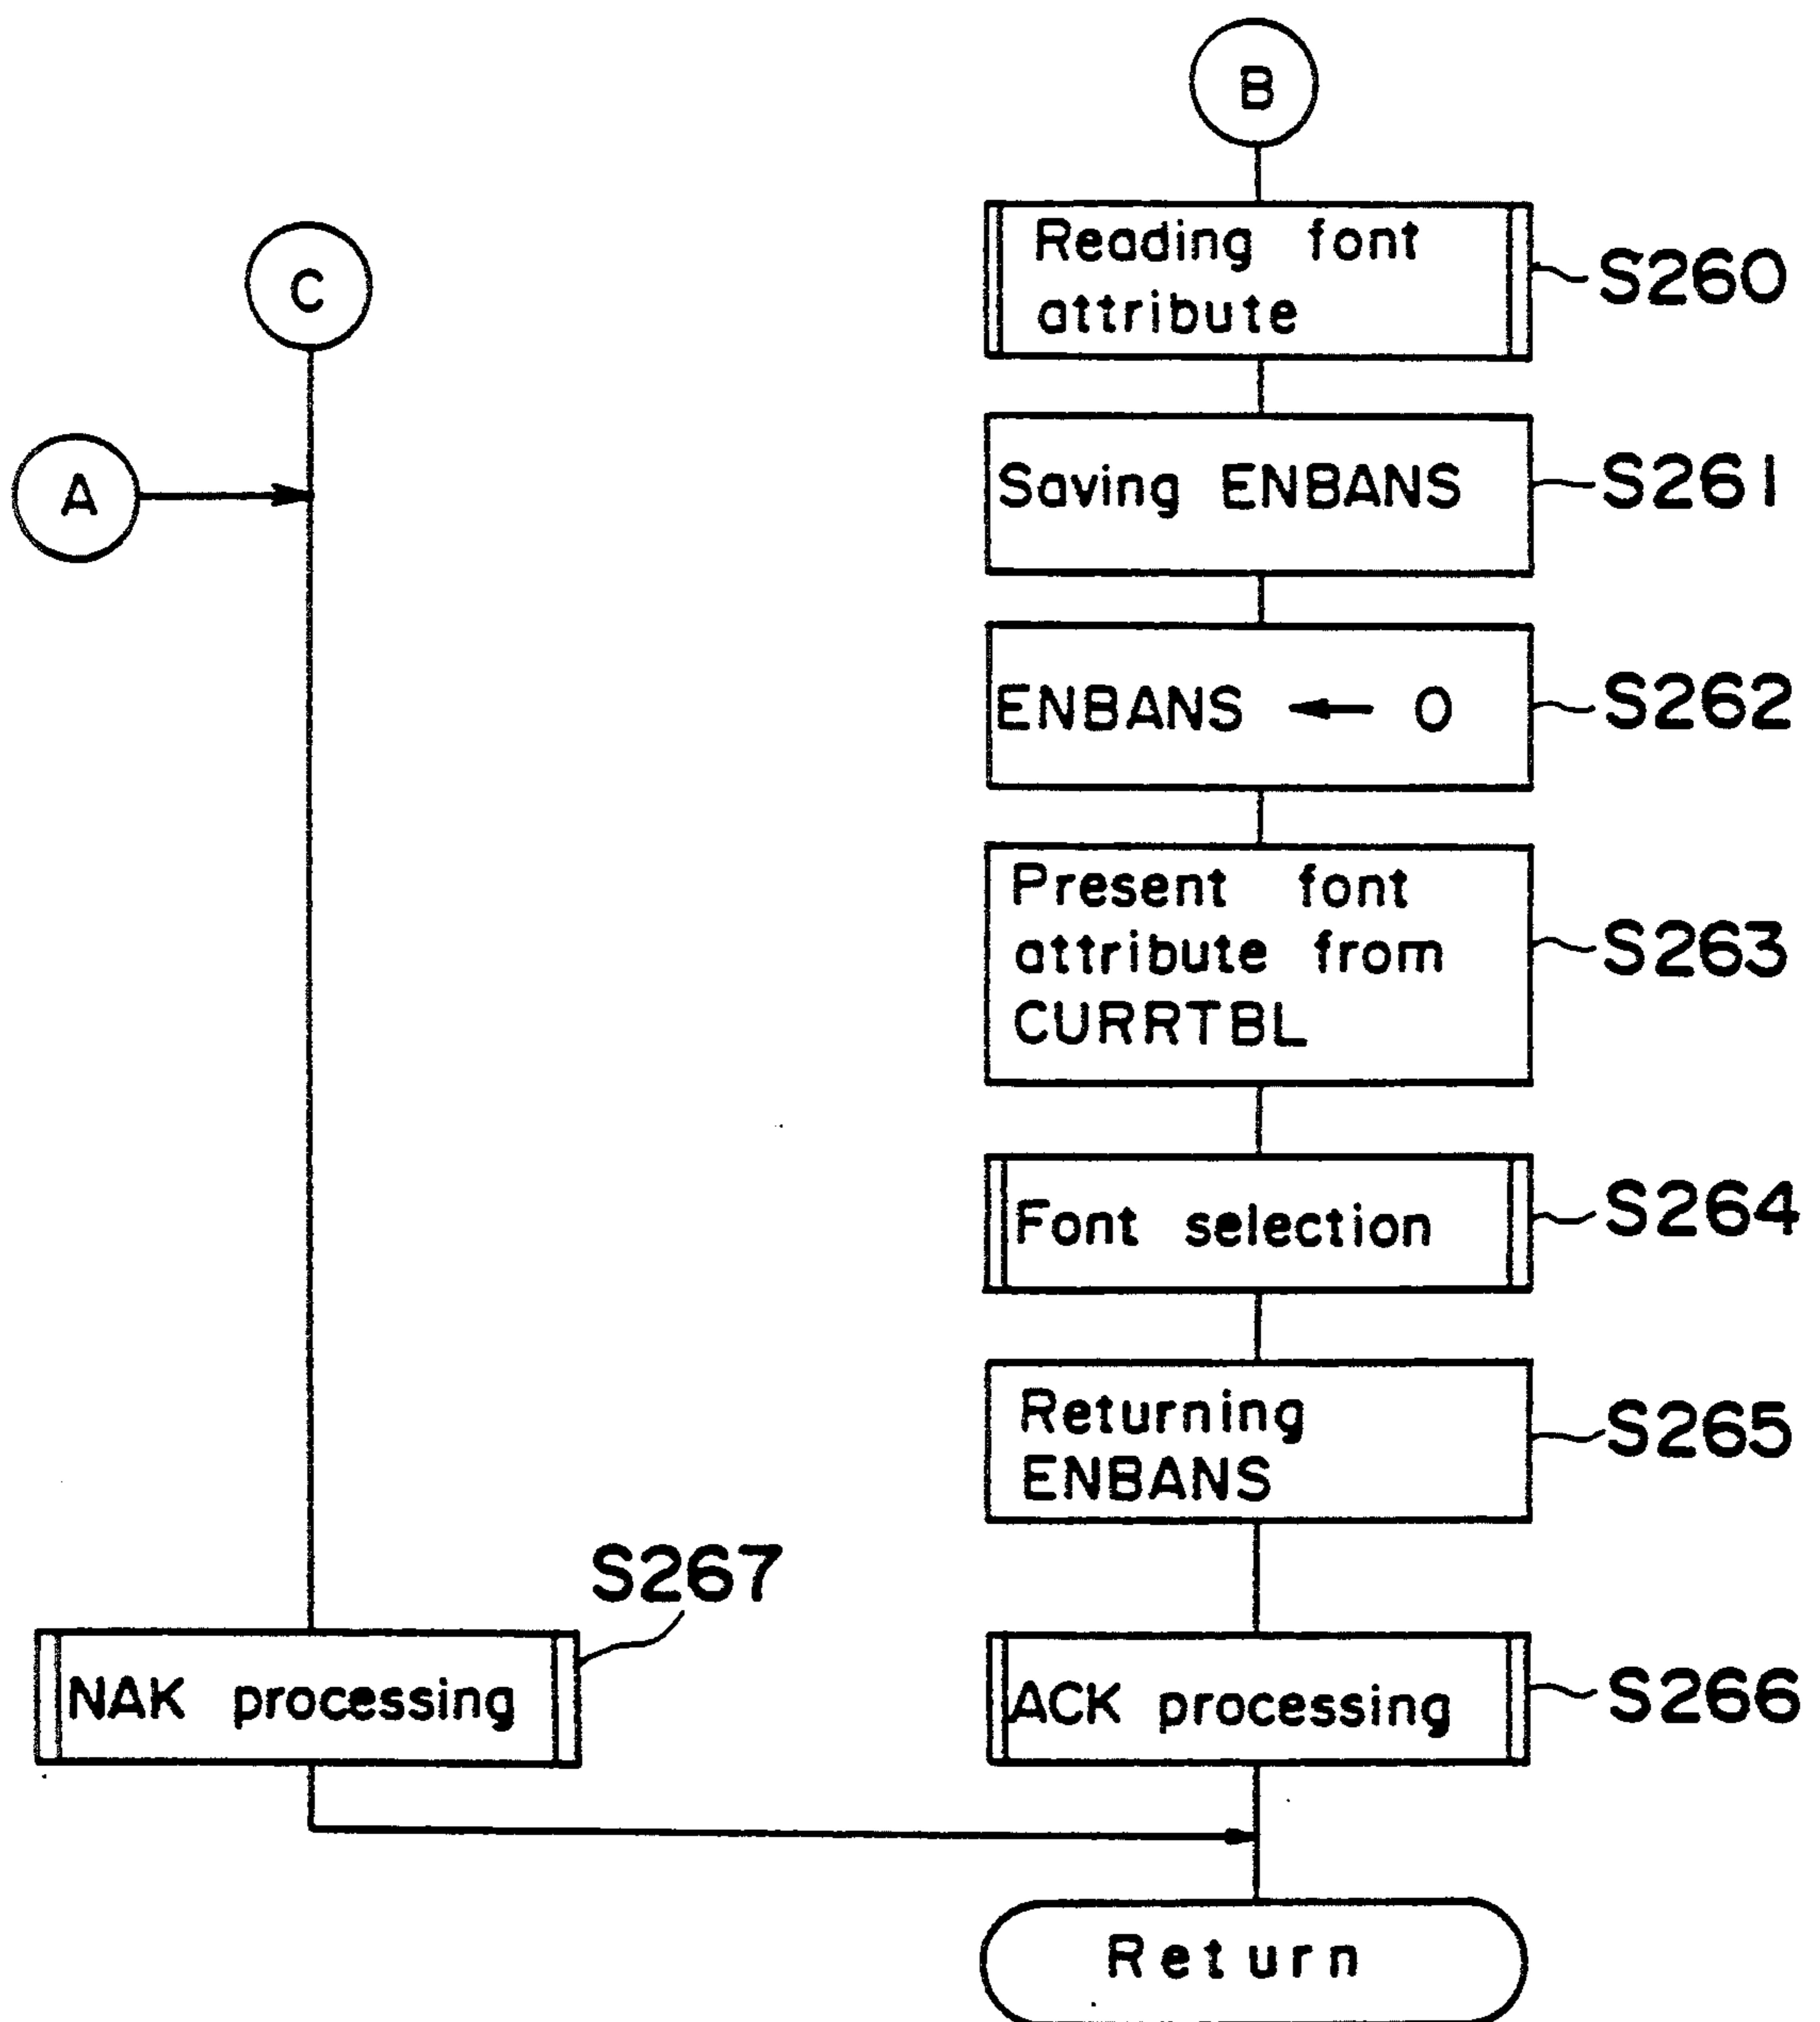 B
Reading font
attribute
S260
C
A
Saving ENBANS
S261
ENBANS ← 0
S262
Present font
attribute from
CURRTBL
S263
Font selection
S264
Returning
ENBANS
S265
S267
NAK processing
ACK processing
S266
Return